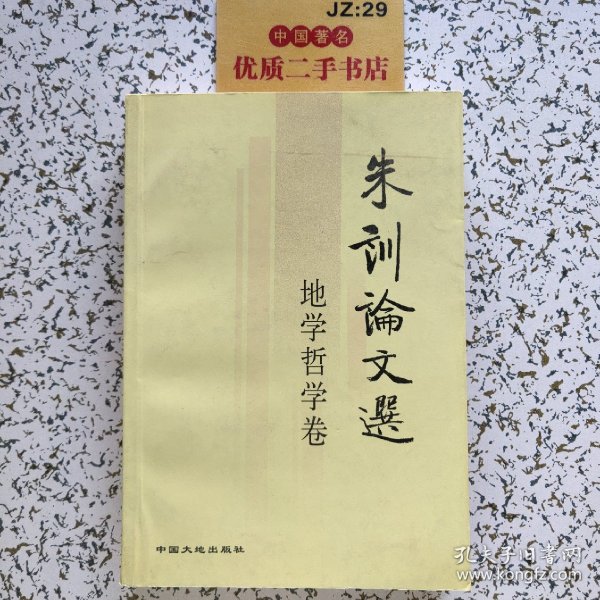 JZ:29
中国著名
优质二手书店
朱训論文選
地学哲学卷
中国大地出版社
孔夫子旧书网
www.kongfz.com